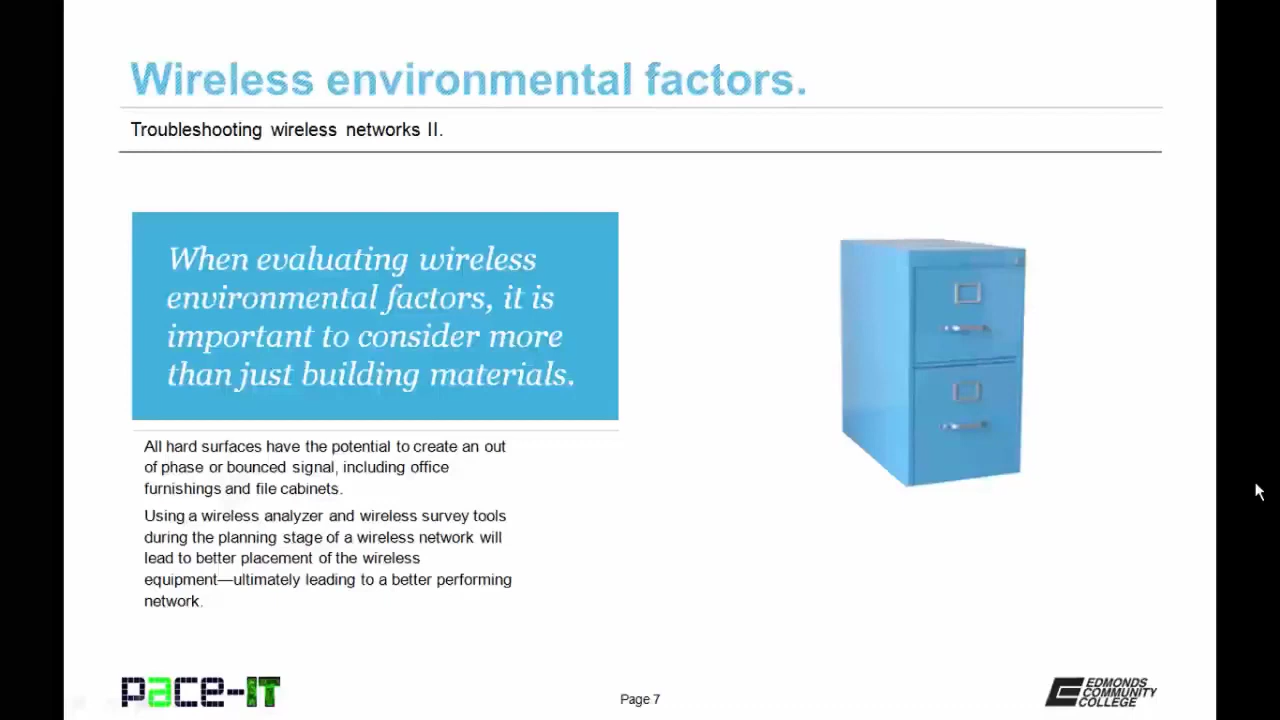 Wireless environmental factors.
Troubleshooting wireless networks II.
When evaluating wireless
environmental factors, it is
important to consider more
than just building materials.
All hard surfaces have the potential to create an out
of phase or bounced signal, including office
furnishings and file cabinets.
Using a wireless analyzer and wireless survey tools
during the planning stage of a wireless network will
lead to better placement of the wireless
equipment—ultimately leading to a better performing
network.
pace-IT
Page 7
EDMONDS
COMMUNITY
COLLEGE